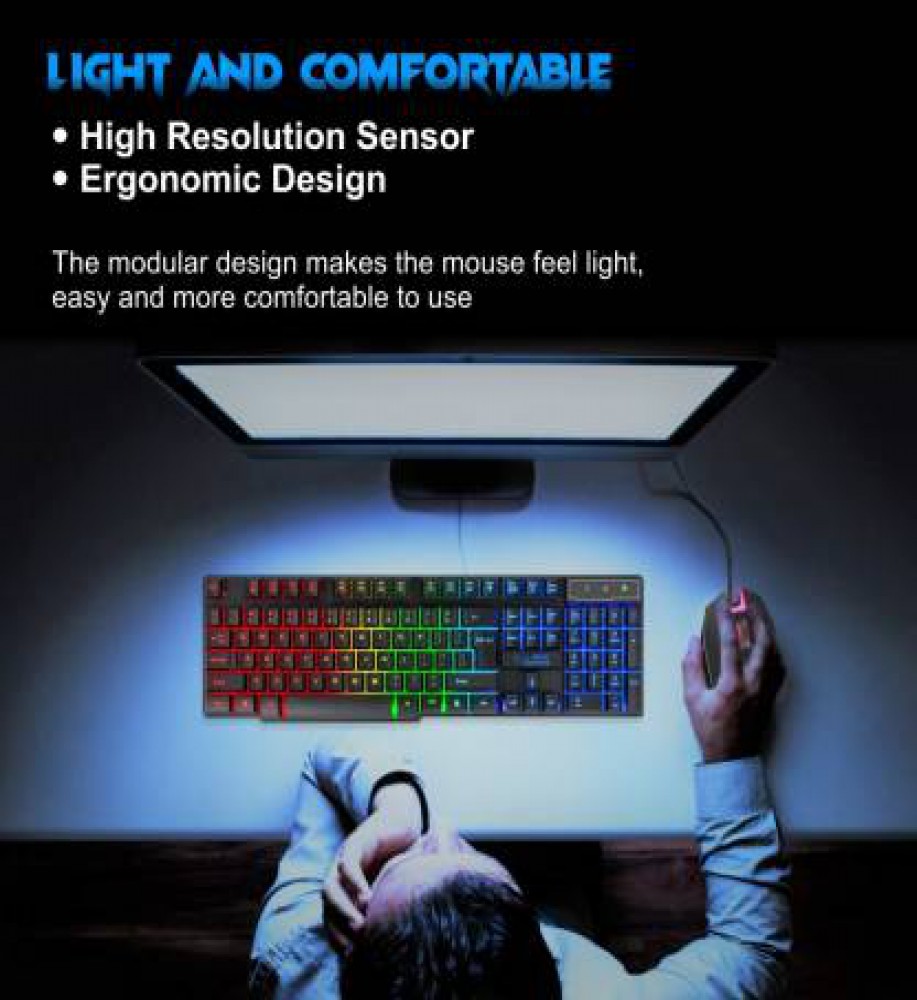 LIGHT AND COMFORTABLE
• High Resolution Sensor
• Ergonomic Design
The modular design makes the mouse feel light,
easy and more comfortable to use